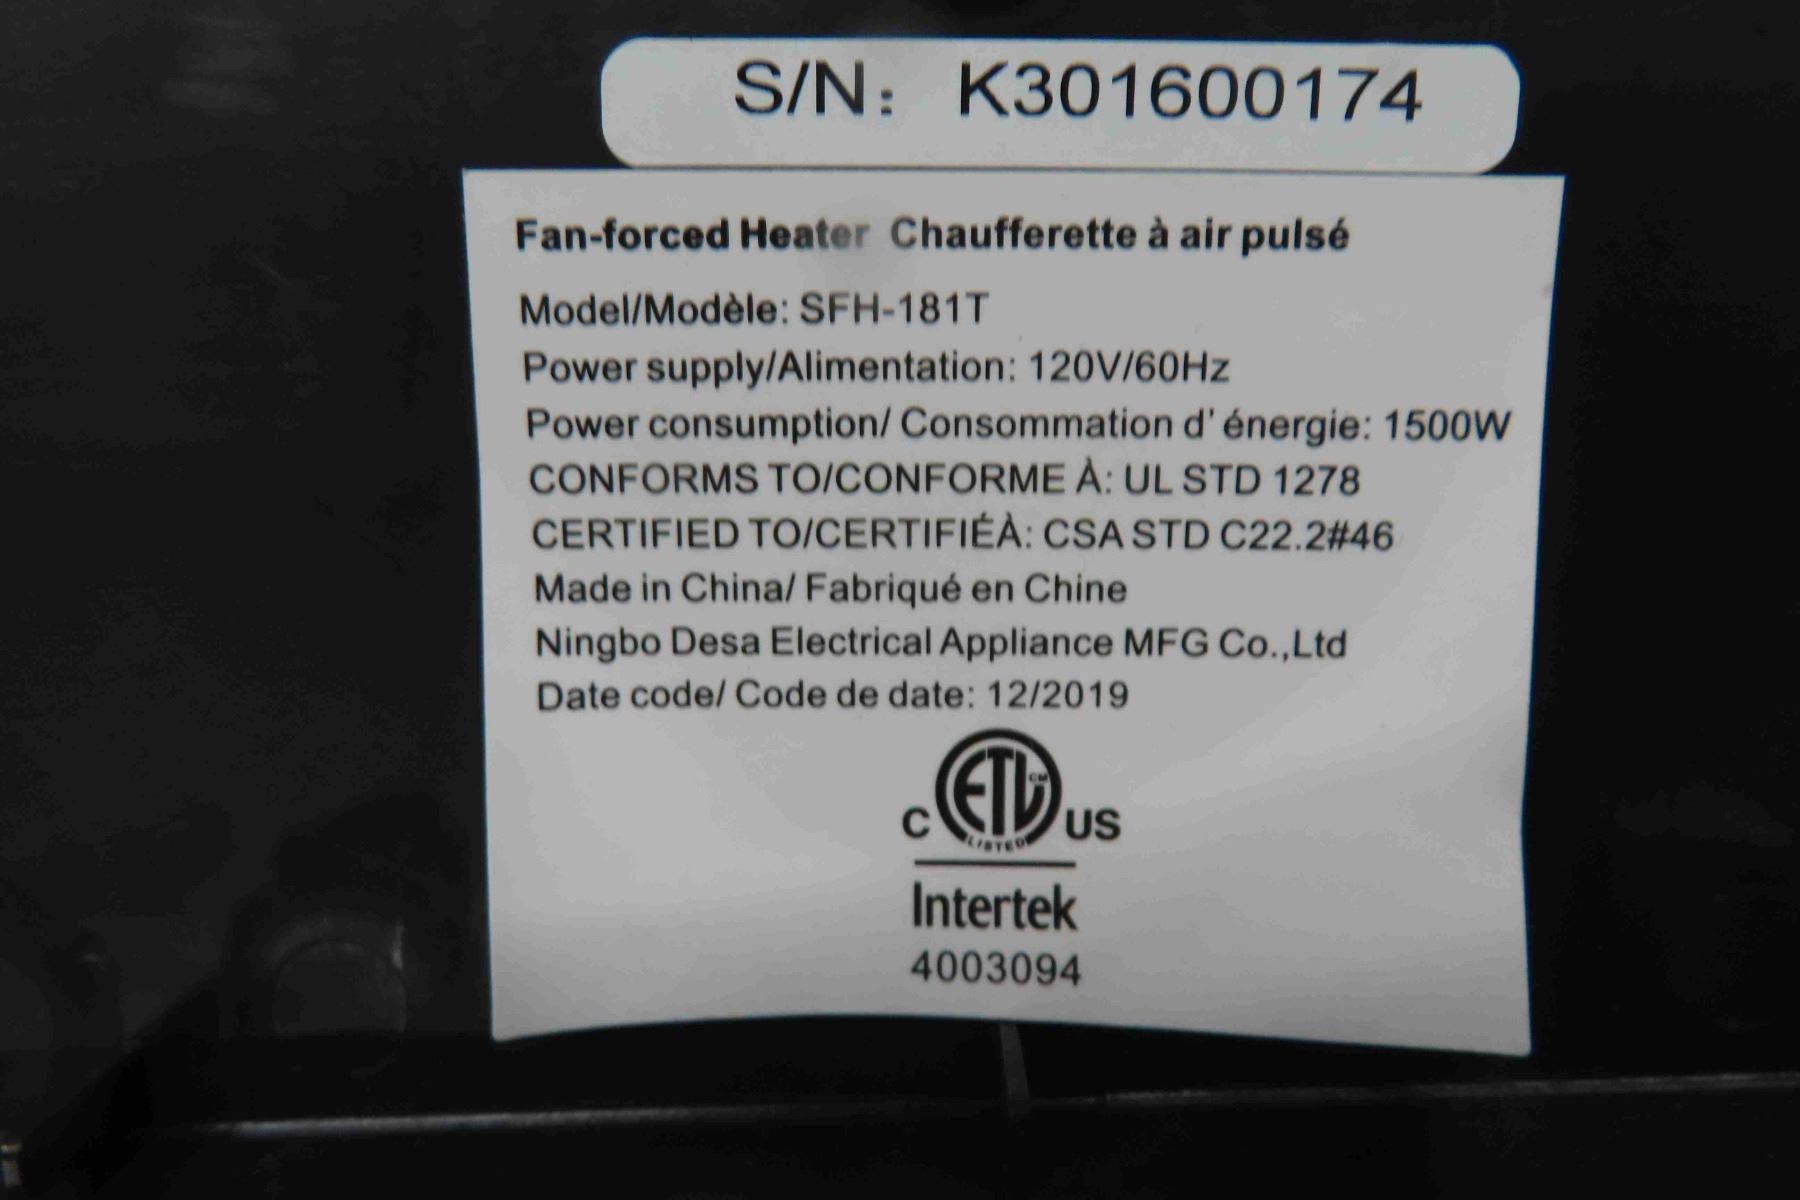 S/N: K301600174
Fan-forced Heater Chaufferette à air pulsé
Model/Modèle: SFH-181T
Power supply/Alimentation: 120V/60Hz
Power consumption/ Consommation d' énergie: 1500W
CONFORMS TO/CONFORME À: UL STD 1278
CERTIFIED TO/CERTIFIÉÀ: CSA STD C22.2#46
Made in China/ Fabriqué en Chine
Ningbo Desa Electrical Appliance MFG Co.,Ltd
Date code/ Code de date: 12/2019
C ETL CM US
LISTED
Intertek
4003094